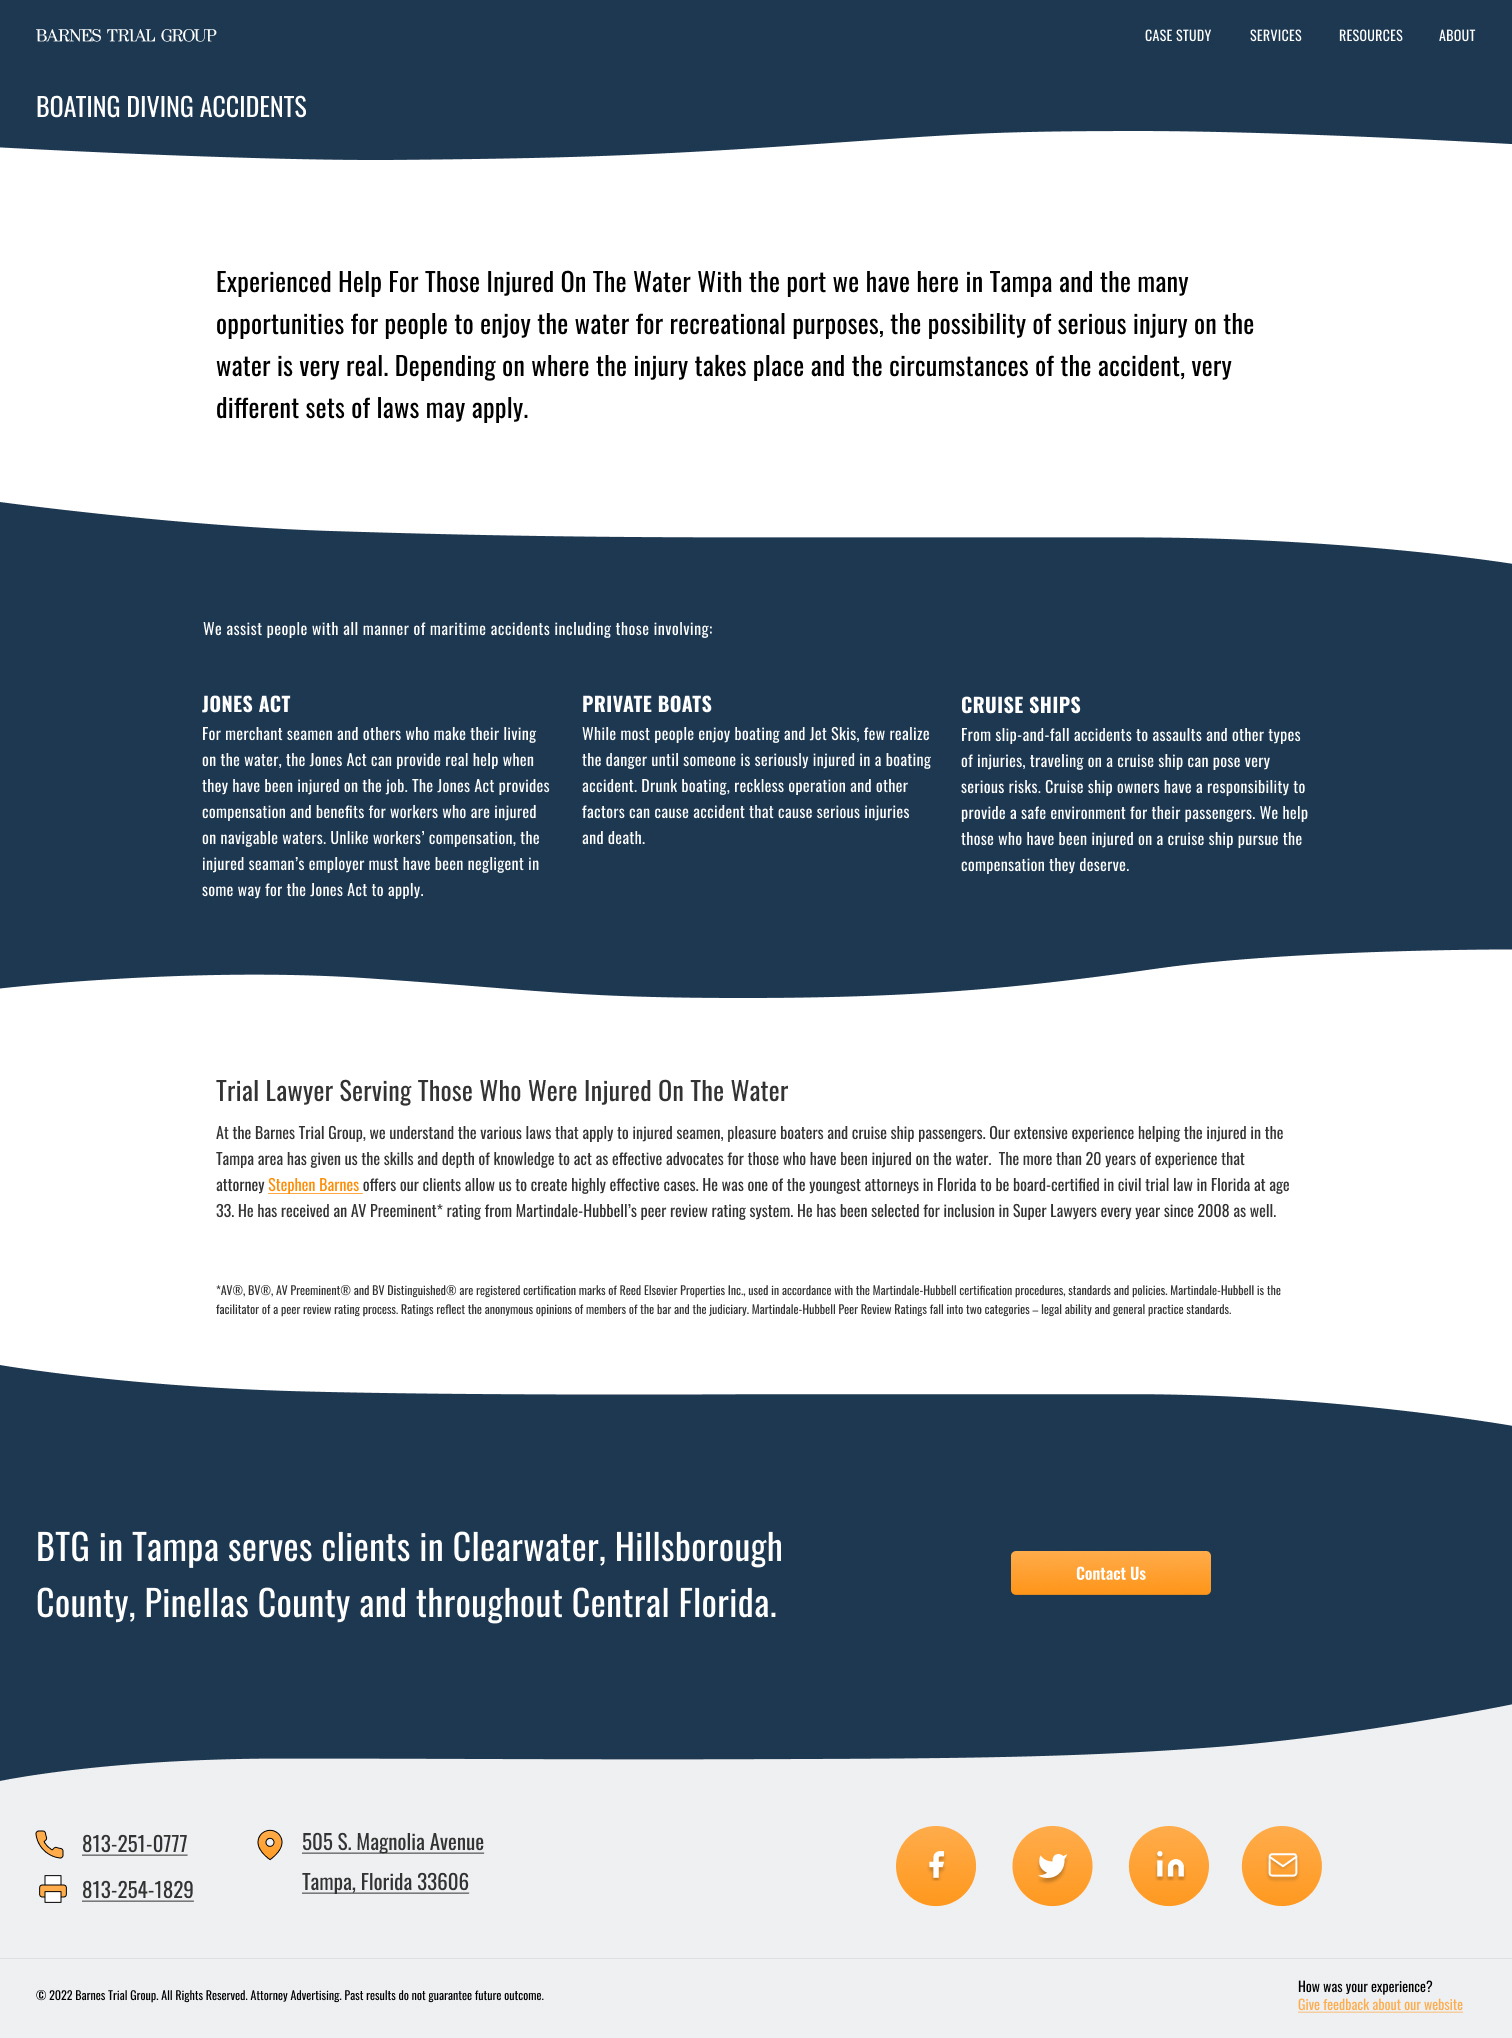 BARNES TRIAL GROUP
CASE STUDY
SERVICES
RESOURCES
ABOUT
BOATING DIVING ACCIDENTS
Experienced Help For Those Injured On The Water With the port we have here in Tampa and the many
opportunities for people to enjoy the water for recreational purposes, the possibility of serious injury on the
water is very real. Depending on where the injury takes place and the circumstances of the accident, very
different sets of laws may apply.
We assist people with all manner of maritime accidents including those involving:
JONES ACT
For merchant seamen and others who make their living
on the water, the Jones Act can provide real help when
they have been injured on the job. The Jones Act provides
compensation and benefits for workers who are injured
on navigable waters. Unlike workers’ compensation, the
injured seaman’s employer must have been negligent in
some way for the Jones Act to apply.
PRIVATE BOATS
While most people enjoy boating and Jet Skis, few realize
the danger until someone is seriously injured in a boating
accident. Drunk boating, reckless operation and other
factors can cause accident that cause serious injuries
and death.
CRUISE SHIPS
From slip-and-fall accidents to assaults and other types
of injuries, traveling on a cruise ship can pose very
serious risks. Cruise ship owners have a responsibility to
provide a safe environment for their passengers. We help
those who have been injured on a cruise ship pursue the
compensation they deserve.
Trial Lawyer Serving Those Who Were Injured On The Water
At the Barnes Trial Group, we understand the various laws that apply to injured seamen, pleasure boaters and cruise ship passengers. Our extensive experience helping the injured in the
Tampa area has given us the skills and depth of knowledge to act as effective advocates for those who have been injured on the water.  The more than 20 years of experience that
attorney Stephen Barnes offers our clients allow us to create highly effective cases. He was one of the youngest attorneys in Florida to be board-certified in civil trial law in Florida at age
33. He has received an AV Preeminent* rating from Martindale-Hubbell’s peer review rating system. He has been selected for inclusion in Super Lawyers every year since 2008 as well.
*AV®, BV®, AV Preeminent® and BV Distinguished® are registered certification marks of Reed Elsevier Properties Inc., used in accordance with the Martindale-Hubbell certification procedures, standards and policies. Martindale-Hubbell is the
facilitator of a peer review rating process. Ratings reflect the anonymous opinions of members of the bar and the judiciary. Martindale-Hubbell Peer Review Ratings fall into two categories – legal ability and general practice standards.
BTG in Tampa serves clients in Clearwater, Hillsborough
County, Pinellas County and throughout Central Florida.
Contact Us
813-251-0777
813-254-1829
505 S. Magnolia Avenue
Tampa, Florida 33606
© 2022 Barnes Trial Group. All Rights Reserved. Attorney Advertising. Past results do not guarantee future outcome.
How was your experience?
Give feedback about our website